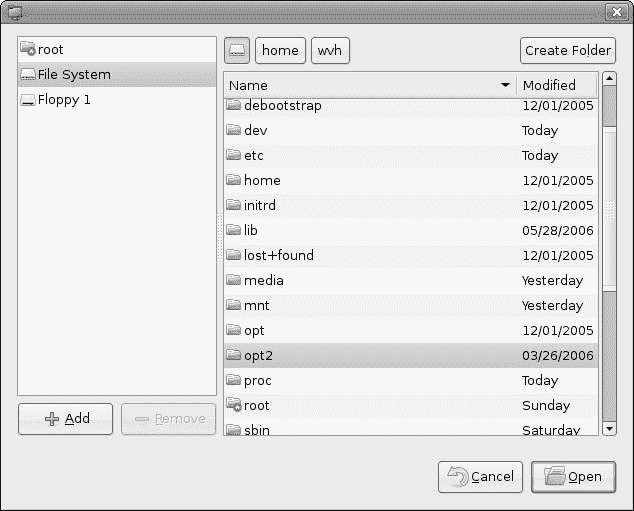 root
File System
Floppy 1
Add
Remove
home
wvh
Create Folder
Name Modified
debootstrap 12/01/2005
dev Today
etc Today
home 12/01/2005
initrd 12/01/2005
lib 05/28/2006
lost+found 12/01/2005
media Yesterday
mnt Yesterday
opt 12/01/2005
opt2 03/26/2006
proc Today
root Sunday
sbin Saturday
Cancel
Open